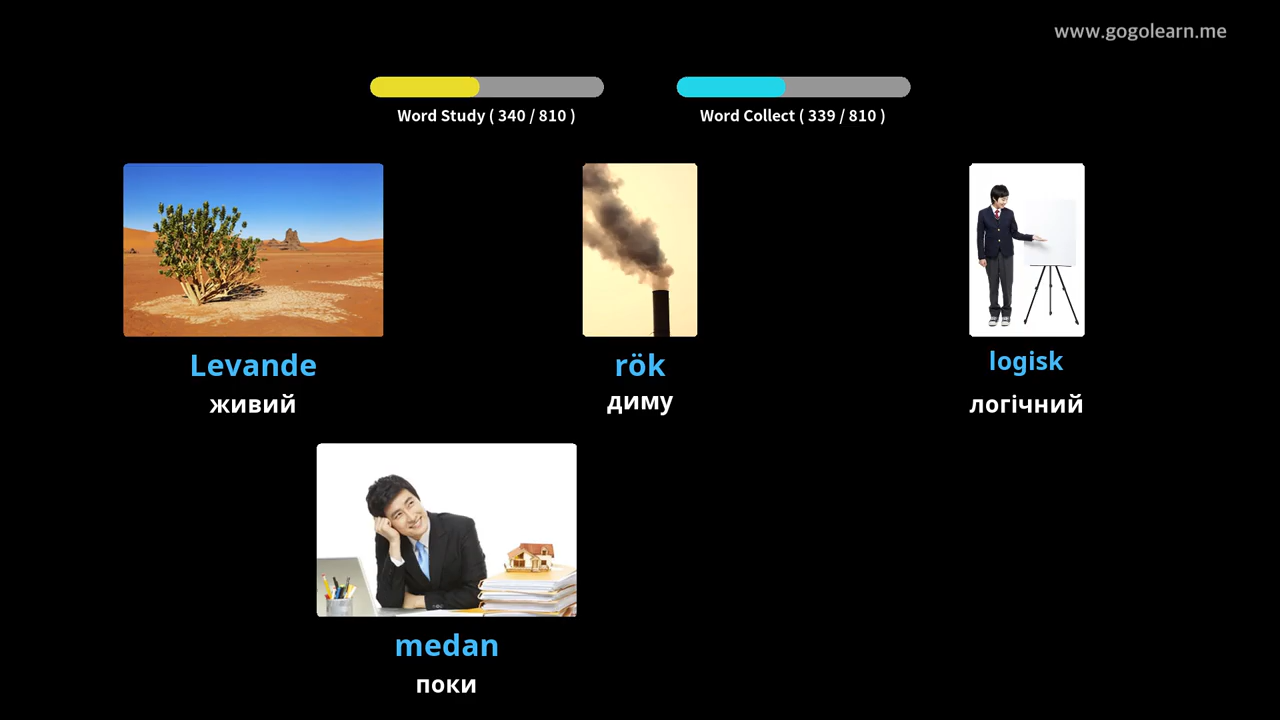 www.gogolearn.me
Word Study ( 340 / 810 )
Word Collect ( 339 / 810 )
Levande
живий
rök
диму
logisk
логічний
medan
поки